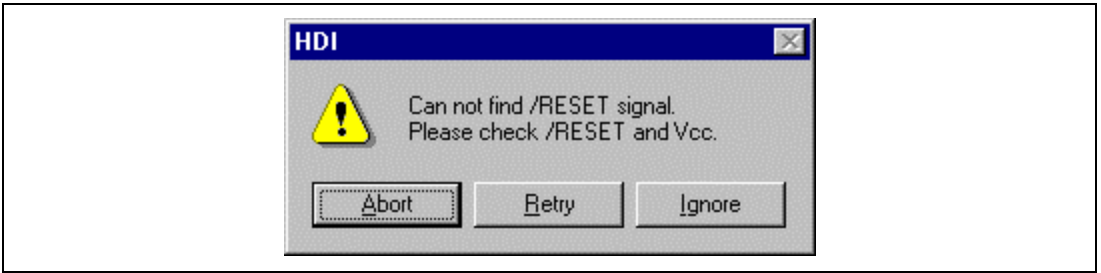 HDI
Can not find /RESET signal.
Please check /RESET and Vcc.
Abort Retry Ignore